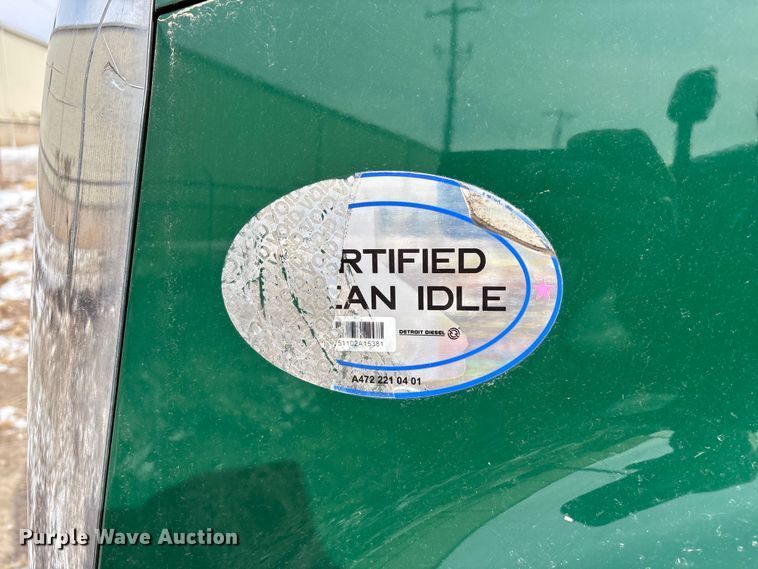 RTIFIED
EAN IDLE
51102A15381
DETROIT DIESEL
A472 221 04 01
Purple Wave Auction